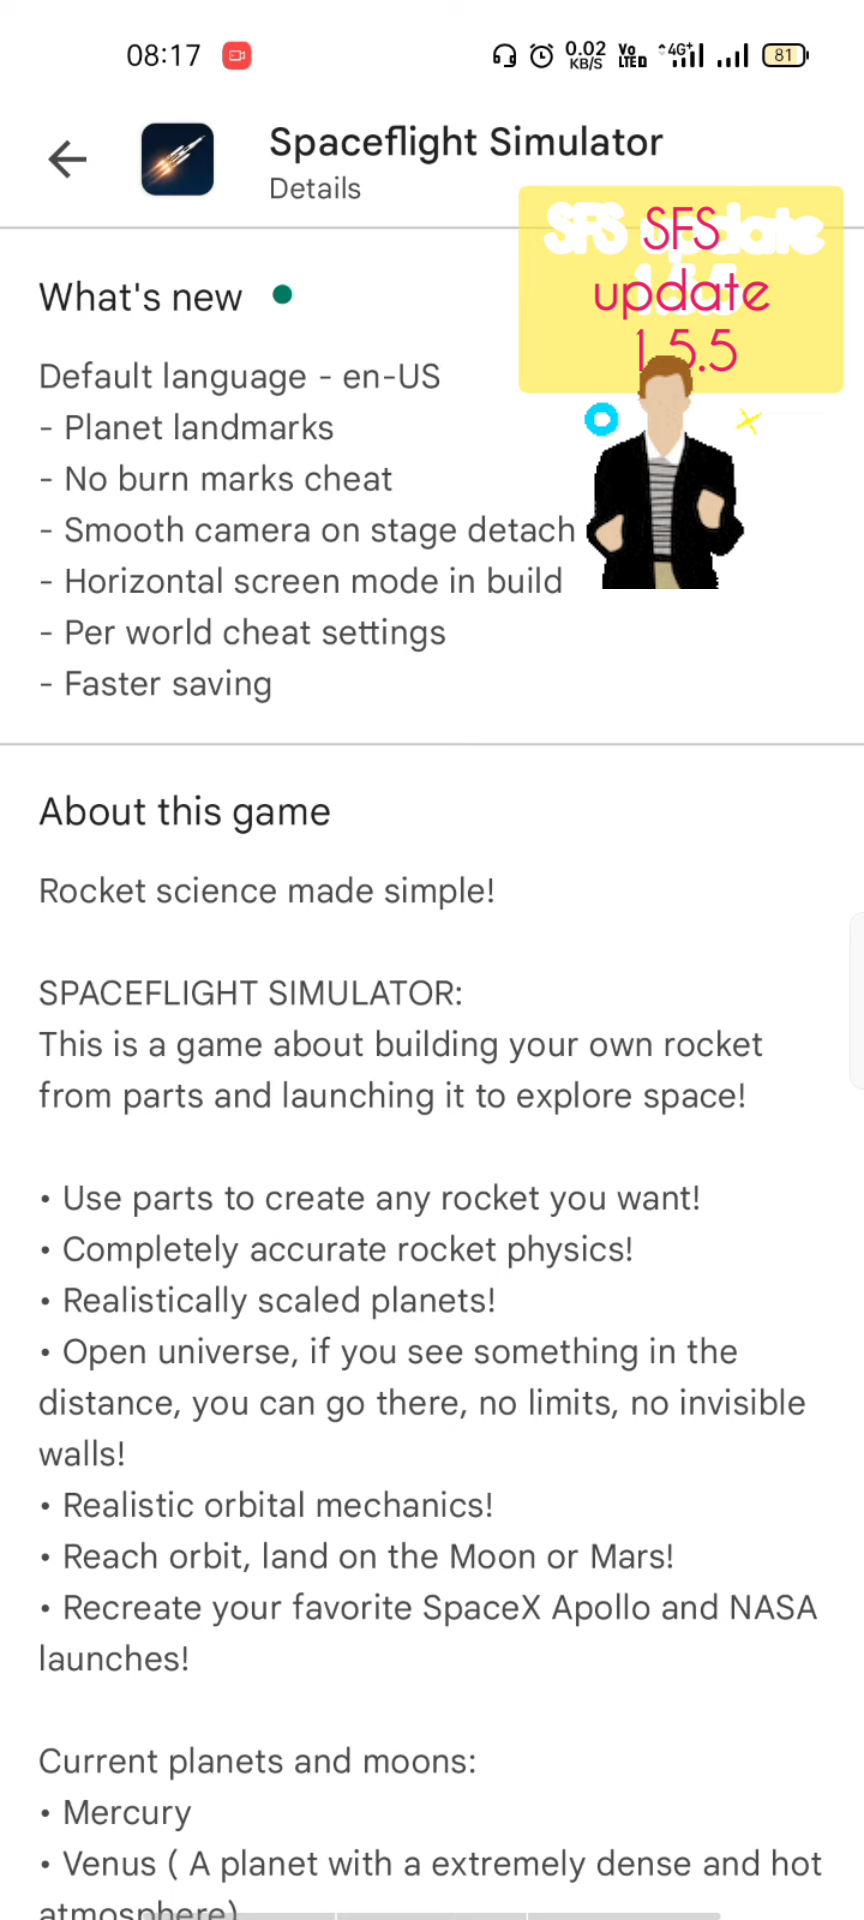 08:17
0.02
KB/S
Vo
LTE
4G+
81
Spaceflight Simulator
Details
SFS
update
1.5.5
What's new
Default language - en-US
- Planet landmarks
- No burn marks cheat
- Smooth camera on stage detach
- Horizontal screen mode in build
- Per world cheat settings
- Faster saving
About this game
Rocket science made simple!
SPACEFLIGHT SIMULATOR:
This is a game about building your own rocket
from parts and launching it to explore space!
• Use parts to create any rocket you want!
• Completely accurate rocket physics!
• Realistically scaled planets!
• Open universe, if you see something in the
distance, you can go there, no limits, no invisible
walls!
• Realistic orbital mechanics!
• Reach orbit, land on the Moon or Mars!
• Recreate your favorite SpaceX Apollo and NASA
launches!
Current planets and moons:
• Mercury
• Venus ( A planet with a extremely dense and hot
atmosphere)